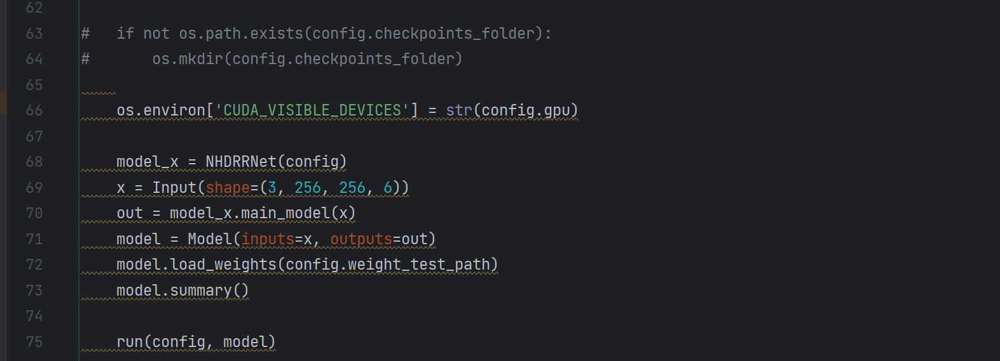 62
63 #   if not os.path.exists(config.checkpoints_folder):
64 #       os.mkdir(config.checkpoints_folder)
65
66     os.environ['CUDA_VISIBLE_DEVICES'] = str(config.gpu)
67
68     model_x = NHDRRNet(config)
69     x = Input(shape=(3, 256, 256, 6))
70     out = model_x.main_model(x)
71     model = Model(inputs=x, outputs=out)
72     model.load_weights(config.weight_test_path)
73     model.summary()
74
75     run(config, model)